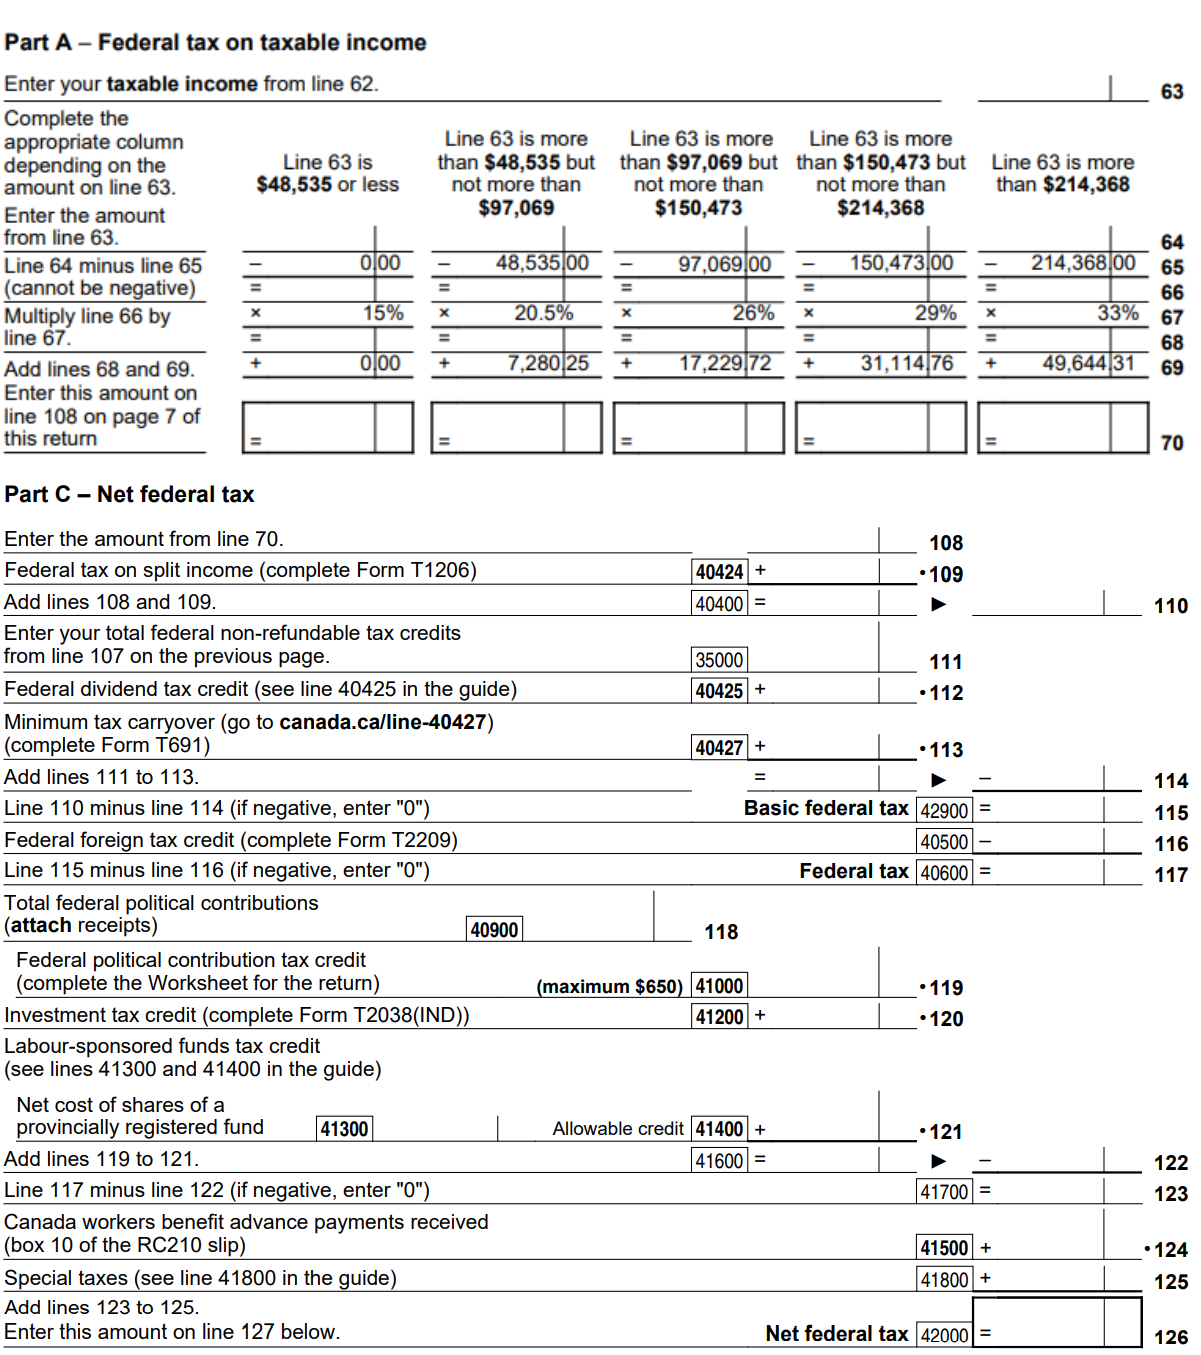 Part A – Federal tax on taxable income
Enter your taxable income from line 62. 63
Complete the
appropriate column
depending on the
amount on line 63.
Line 63 is
$48,535 or less
Line 63 is more
than $48,535 but
not more than
$97,069
Line 63 is more
than $97,069 but
not more than
$150,473
Line 63 is more
than $150,473 but
not more than
$214,368
Line 63 is more
than $214,368
Enter the amount
from line 63. 64
Line 64 minus line 65 – 0.00 – 48,535.00 – 97,069.00 – 150,473.00 – 214,368.00 65
(cannot be negative) = = = = = 66
Multiply line 66 by × 15% × 20.5% × 26% × 29% × 33% 67
line 67. = = = = = 68
Add lines 68 and 69. + 0.00 + 7,280.25 + 17,229.72 + 31,114.76 + 49,644.31 69
Enter this amount on
line 108 on page 7 of
this return = = = = = 70
Part C – Net federal tax
Enter the amount from line 70. 108
Federal tax on split income (complete Form T1206) 40424 + •109
Add lines 108 and 109. 40400 = ► 110
Enter your total federal non-refundable tax credits
from line 107 on the previous page. 35000 111
Federal dividend tax credit (see line 40425 in the guide) 40425 + •112
Minimum tax carryover (go to canada.ca/line-40427)
(complete Form T691) 40427 + •113
Add lines 111 to 113. = ► – 114
Line 110 minus line 114 (if negative, enter "0") Basic federal tax 42900 = 115
Federal foreign tax credit (complete Form T2209) 40500 – 116
Line 115 minus line 116 (if negative, enter "0") Federal tax 40600 = 117
Total federal political contributions
(attach receipts) 40900 118
Federal political contribution tax credit
(complete the Worksheet for the return) (maximum $650) 41000 •119
Investment tax credit (complete Form T2038(IND)) 41200 + •120
Labour-sponsored funds tax credit
(see lines 41300 and 41400 in the guide)
Net cost of shares of a
provincially registered fund 41300 Allowable credit 41400 + •121
Add lines 119 to 121. 41600 = ► – 122
Line 117 minus line 122 (if negative, enter "0") 41700 = 123
Canada workers benefit advance payments received
(box 10 of the RC210 slip) 41500 + •124
Special taxes (see line 41800 in the guide) 41800 + 125
Add lines 123 to 125.
Enter this amount on line 127 below. Net federal tax 42000 = 126